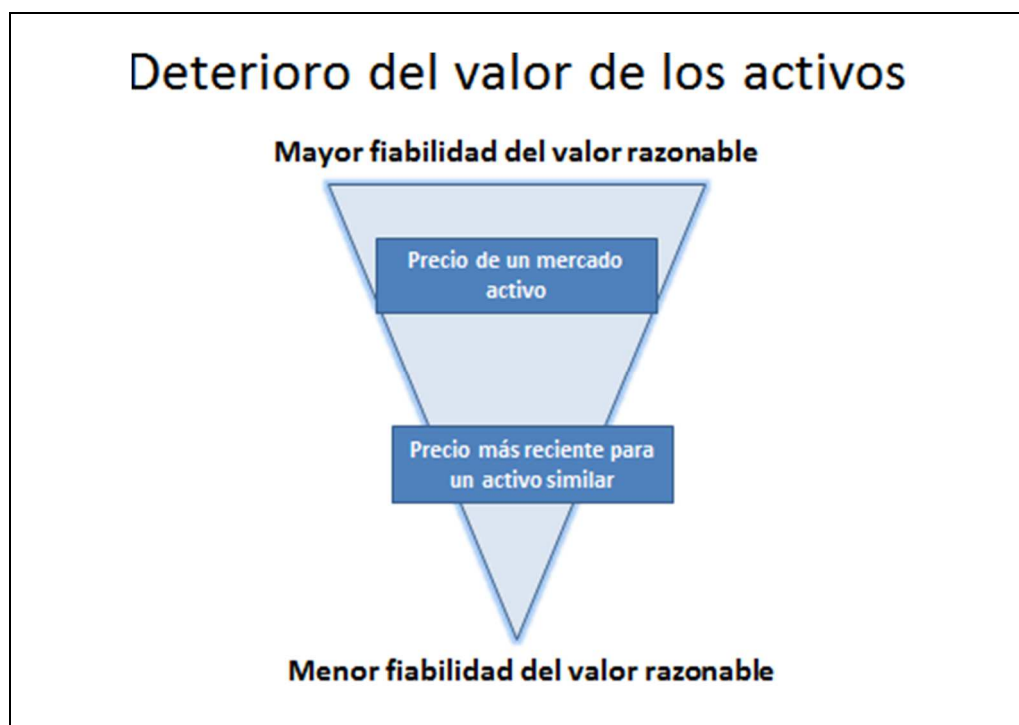 Deterioro del valor de los activos
Mayor fiabilidad del valor razonable
Precio de un mercado
activo
Precio más reciente para
un activo similar
Menor fiabilidad del valor razonable